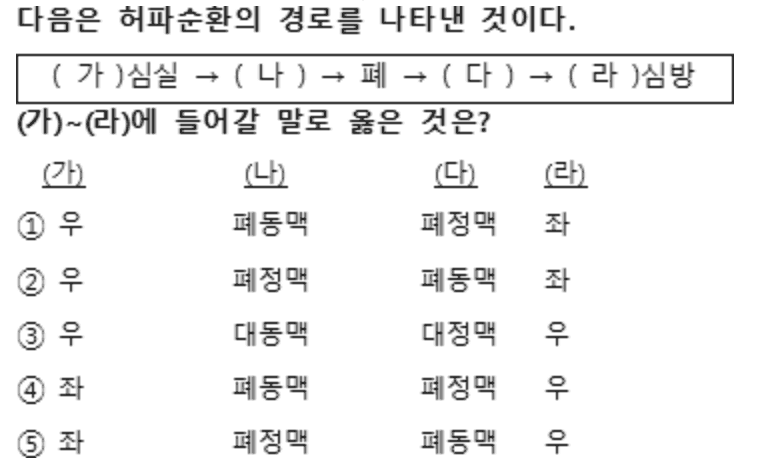 다음은 허파순환의 경로를 나타낸 것이다.
( 가 )심실 → ( 나 ) → 폐 → ( 다 ) → ( 라 )심방
(가)~(라)에 들어갈 말로 옳은 것은?
(가) (나) (다) (라)
① 우 폐동맥 폐정맥 좌
② 우 폐정맥 폐동맥 좌
③ 우 대동맥 대정맥 우
④ 좌 폐동맥 폐정맥 우
⑤ 좌 폐정맥 폐동맥 우